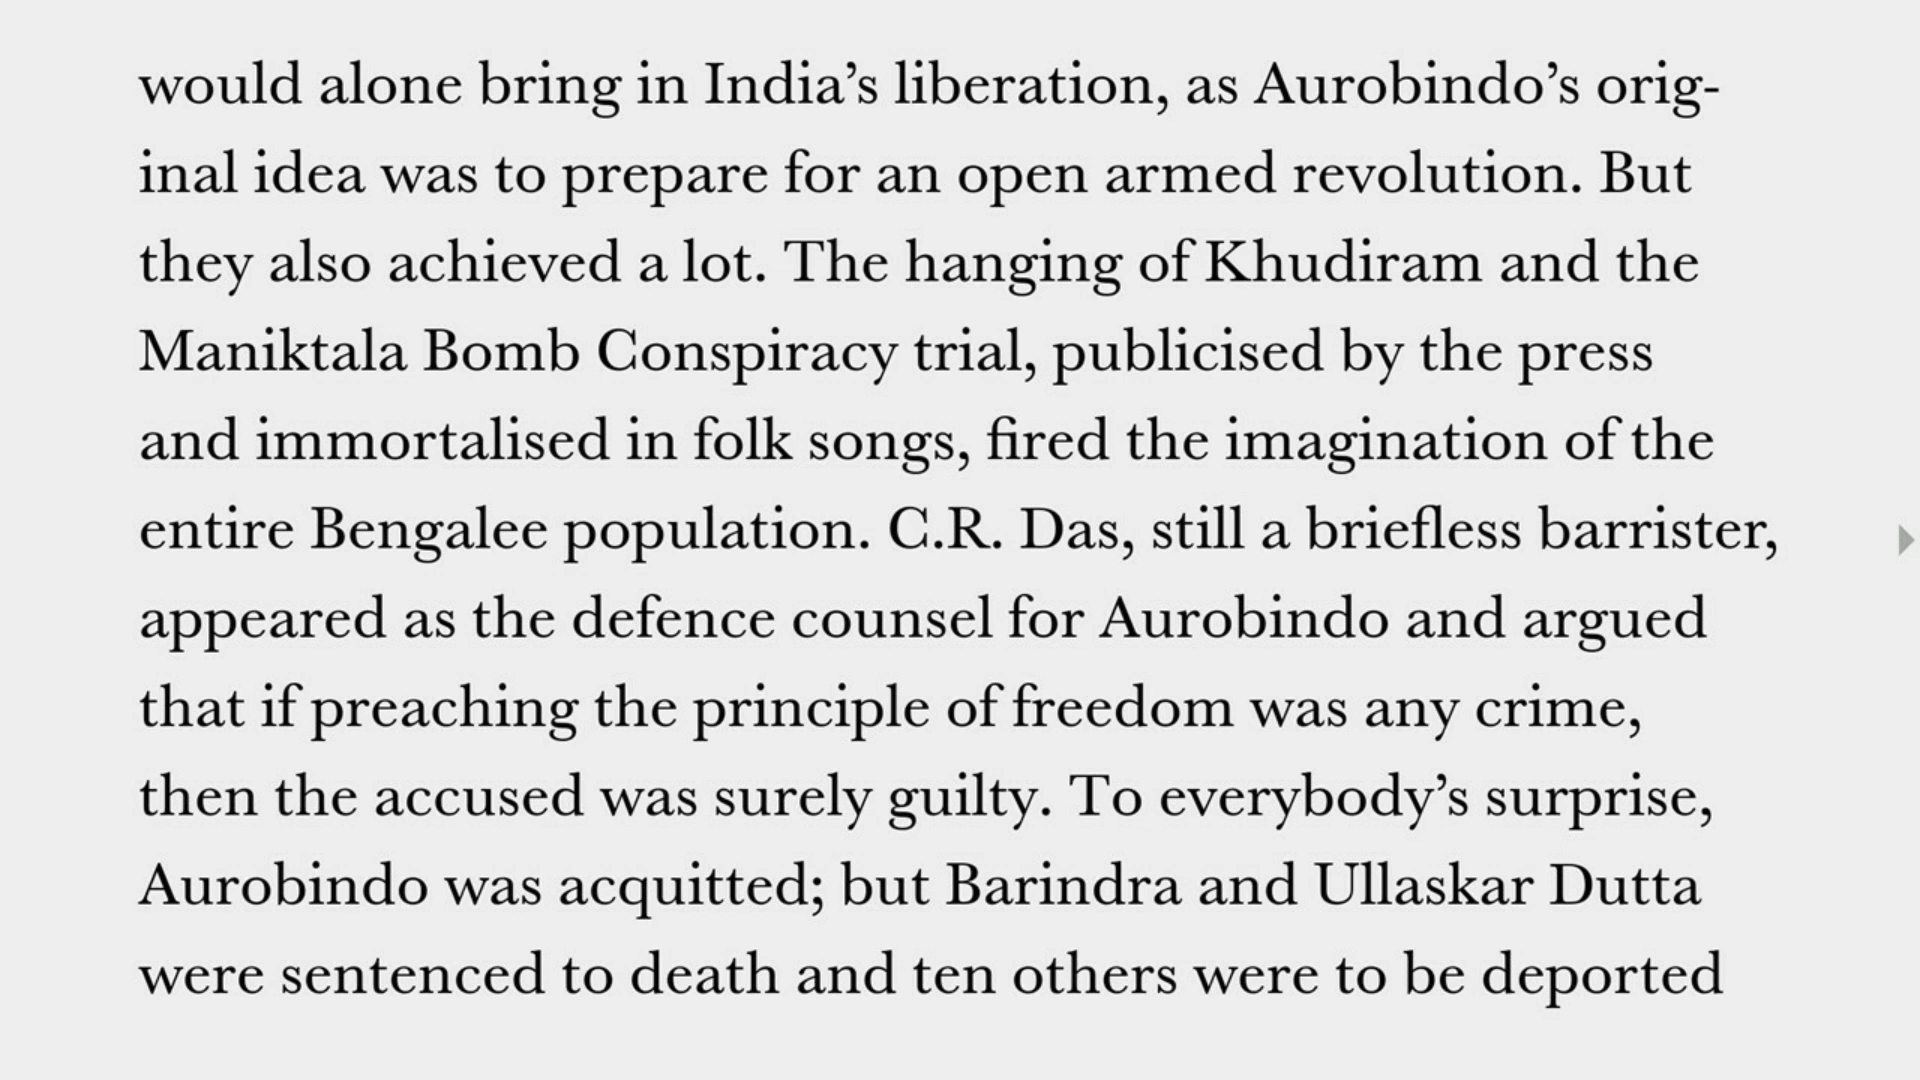 would alone bring in India’s liberation, as Aurobindo’s orig-
inal idea was to prepare for an open armed revolution. But
they also achieved a lot. The hanging of Khudiram and the
Maniktala Bomb Conspiracy trial, publicised by the press
and immortalised in folk songs, fired the imagination of the
entire Bengalee population. C.R. Das, still a briefless barrister,
appeared as the defence counsel for Aurobindo and argued
that if preaching the principle of freedom was any crime,
then the accused was surely guilty. To everybody’s surprise,
Aurobindo was acquitted; but Barindra and Ullaskar Dutta
were sentenced to death and ten others were to be deported